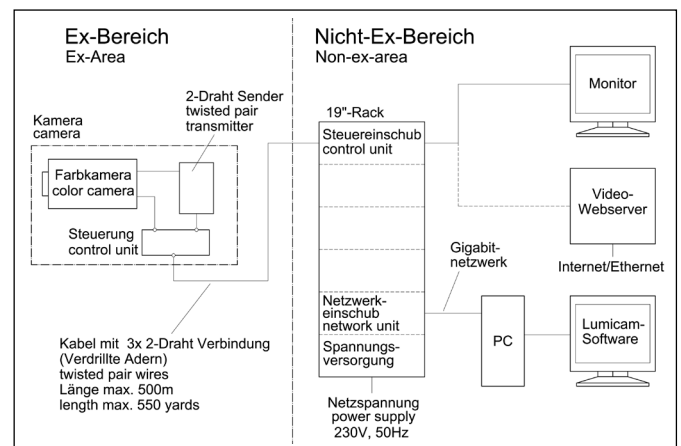 Ex-Bereich
Ex-Area
Nicht-Ex-Bereich
Non-ex-area
2-Draht Sender
twisted pair
transmitter
Kamera
camera
Farbkamera
color camera
Steuerung
control unit
Kabel mit 3x 2-Draht Verbindung
(Verdrillte Adern)
twisted pair wires
Länge max. 500m
length max. 550 yards
19"-Rack
Steuereinschub
control unit
Netzwerk-
einschub
network unit
Spannungs-
versorgung
Netzspannung
power supply
230V, 50Hz
Gigabit-
netzwerk
PC
Monitor
Video-
Webserver
Internet/Ethernet
Lumicam-
Software